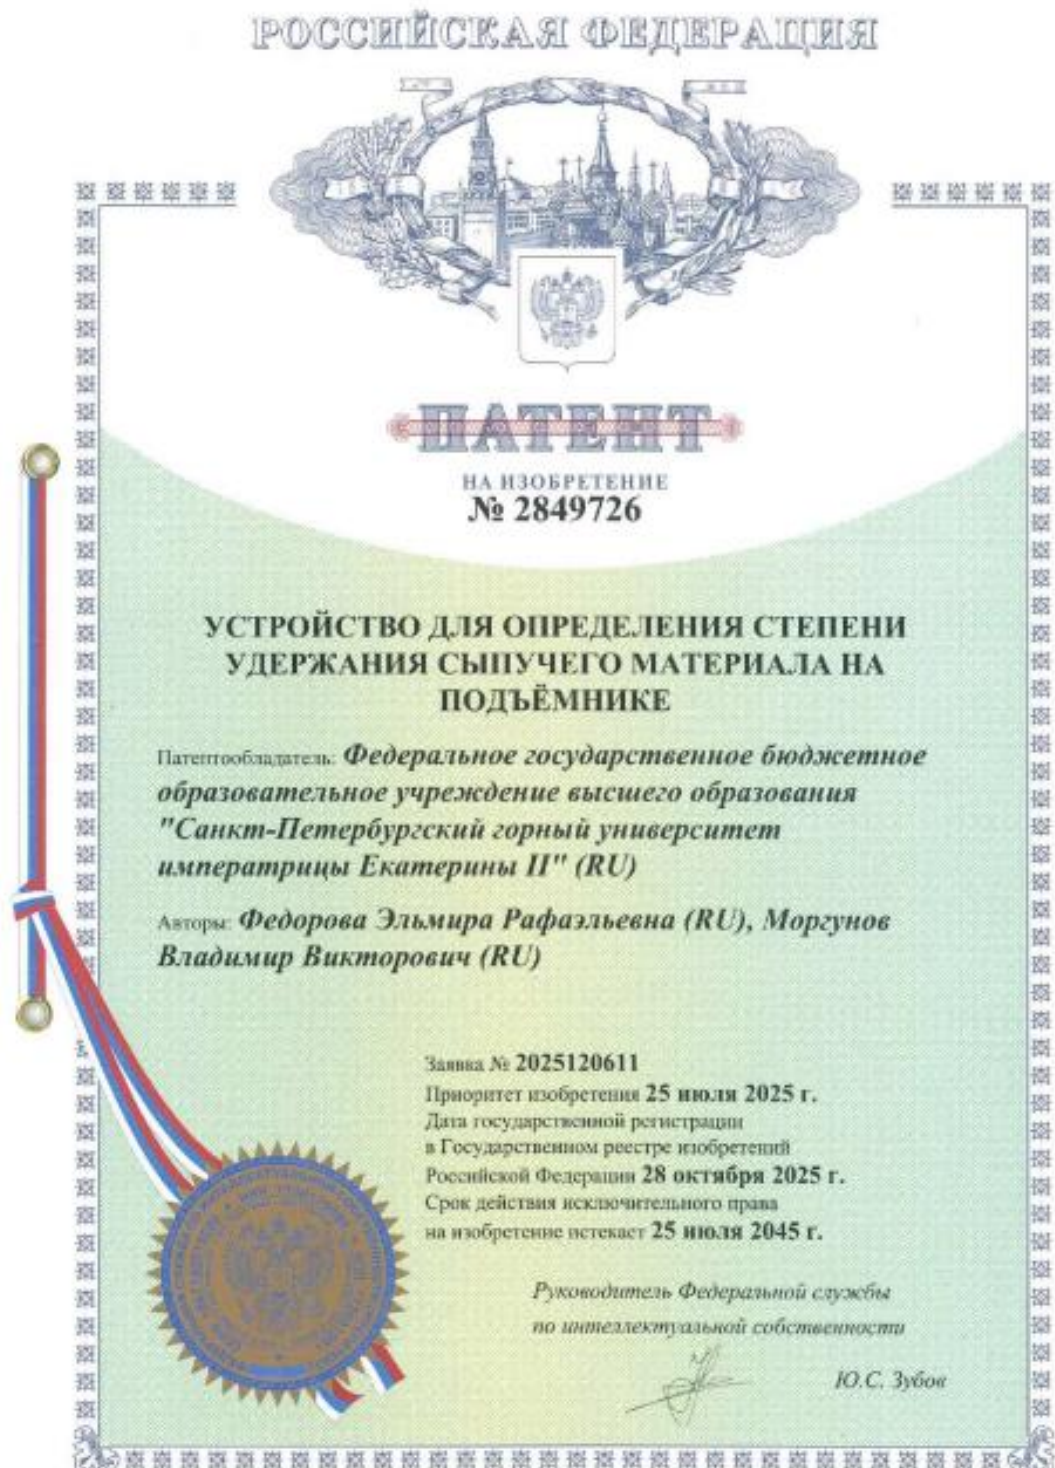 РОССИЙСКАЯ ФЕДЕРАЦИЯ
ПАТЕНТ
НА ИЗОБРЕТЕНИЕ
№ 2849726
УСТРОЙСТВО ДЛЯ ОПРЕДЕЛЕНИЯ СТЕПЕНИ
УДЕРЖАНИЯ СЫПУЧЕГО МАТЕРИАЛА НА
ПОДЪЁМНИКЕ
Патентообладатель: Федеральное государственное бюджетное
образовательное учреждение высшего образования
"Санкт-Петербургский горный университет
императрицы Екатерины II" (RU)
Авторы: Федорова Эльмира Рафаэльевна (RU), Моргунов
Владимир Викторович (RU)
Заявка № 2025120611
Приоритет изобретения 25 июля 2025 г.
Дата государственной регистрации
в Государственном реестре изобретений
Российской Федерации 28 октября 2025 г.
Срок действия исключительного права
на изобретение истекает 25 июля 2045 г.
Руководитель Федеральной службы
по интеллектуальной собственности
Ю.С. Зубов